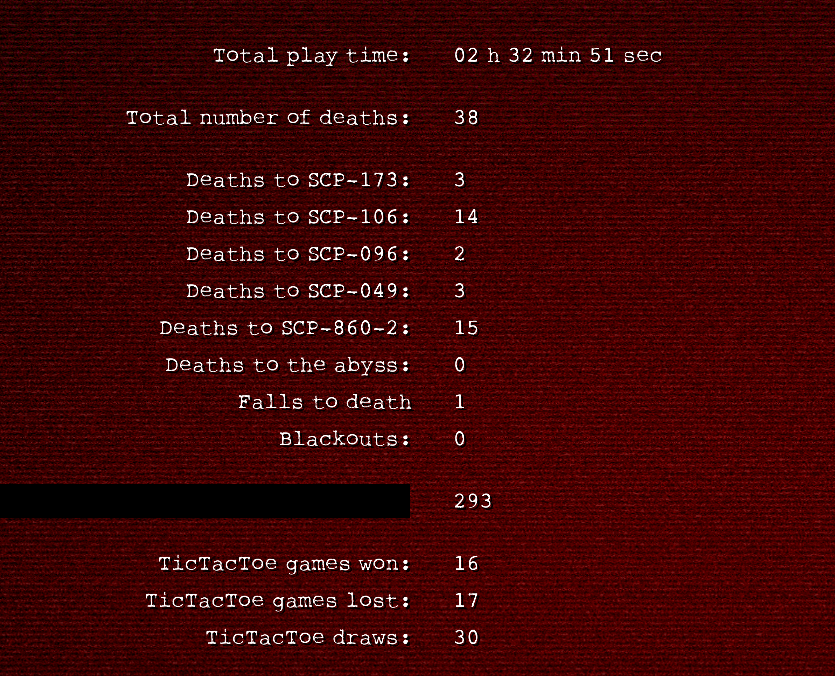 Total play time: 02 h 32 min 51 sec
Total number of deaths: 38
Deaths to SCP-173: 3
Deaths to SCP-106: 14
Deaths to SCP-096: 2
Deaths to SCP-049: 3
Deaths to SCP-860-2: 15
Deaths to the abyss: 0
Falls to death 1
Blackouts: 0
293
TicTacToe games won: 16
TicTacToe games lost: 17
TicTacToe draws: 30